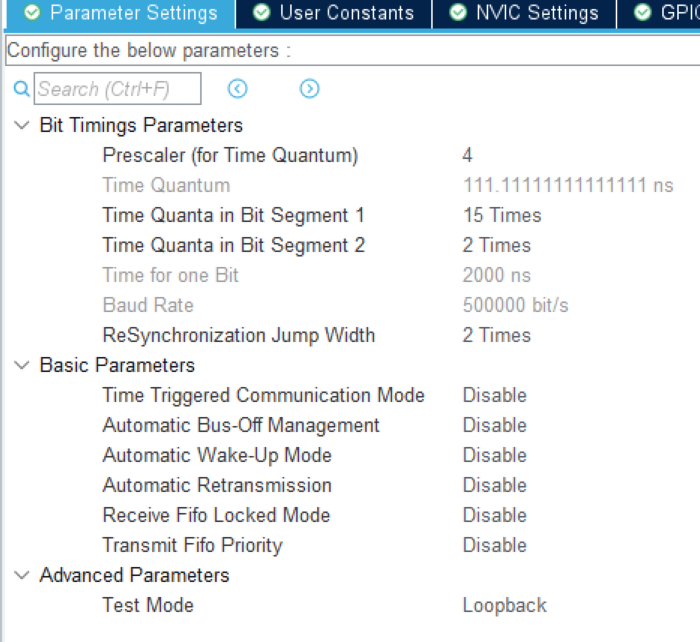 Parameter Settings User Constants NVIC Settings GPIO
Configure the below parameters :
Search (Ctrl+F)
Bit Timings Parameters
Prescaler (for Time Quantum) 4
Time Quantum 111.11111111111111 ns
Time Quanta in Bit Segment 1 15 Times
Time Quanta in Bit Segment 2 2 Times
Time for one Bit 2000 ns
Baud Rate 500000 bit/s
ReSynchronization Jump Width 2 Times
Basic Parameters
Time Triggered Communication Mode Disable
Automatic Bus-Off Management Disable
Automatic Wake-Up Mode Disable
Automatic Retransmission Disable
Receive Fifo Locked Mode Disable
Transmit Fifo Priority Disable
Advanced Parameters
Test Mode Loopback